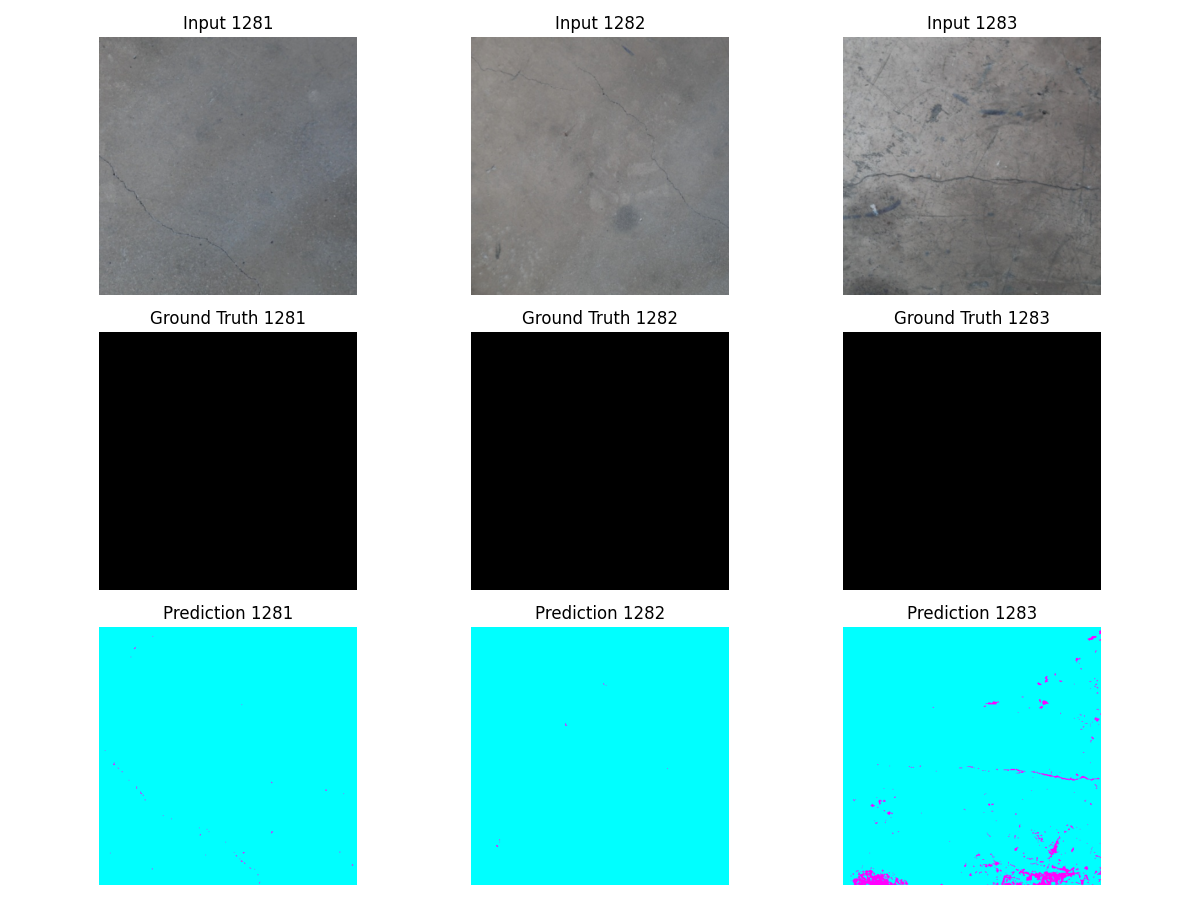 Input 1281
Input 1282
Input 1283
Ground Truth 1281
Ground Truth 1282
Ground Truth 1283
Prediction 1281
Prediction 1282
Prediction 1283